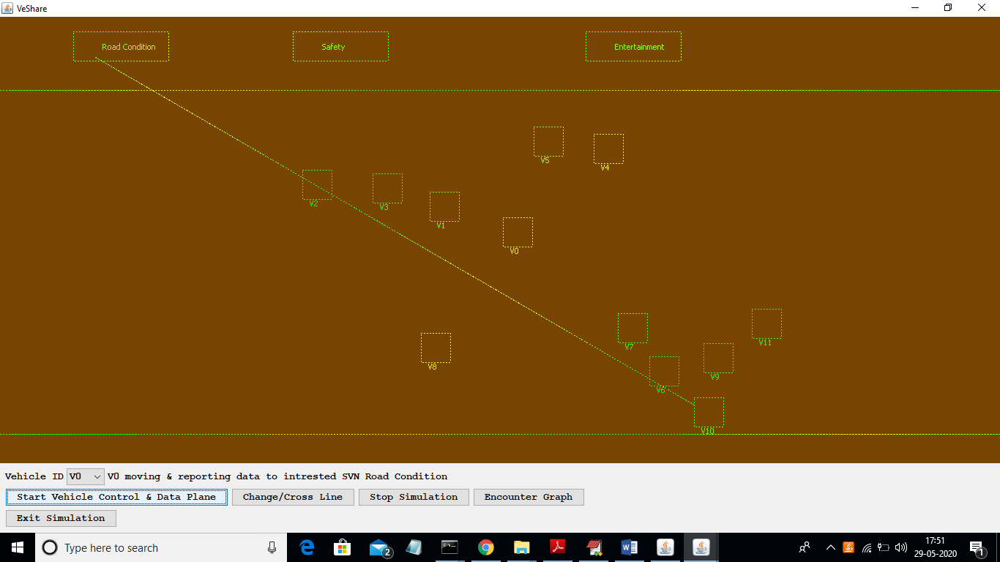 VeShare
Road Condition
Safety
Entertainment
V5
V4
V2
V3
V1
V0
V7
V11
V8
V9
V6
V10
Vehicle ID V0 V0 moving & reporting data to intrested SVN Road Condition
Start Vehicle Control & Data Plane Change/Cross Line Stop Simulation Encounter Graph
Exit Simulation
Type here to search
2
17:51
29-05-2020
1